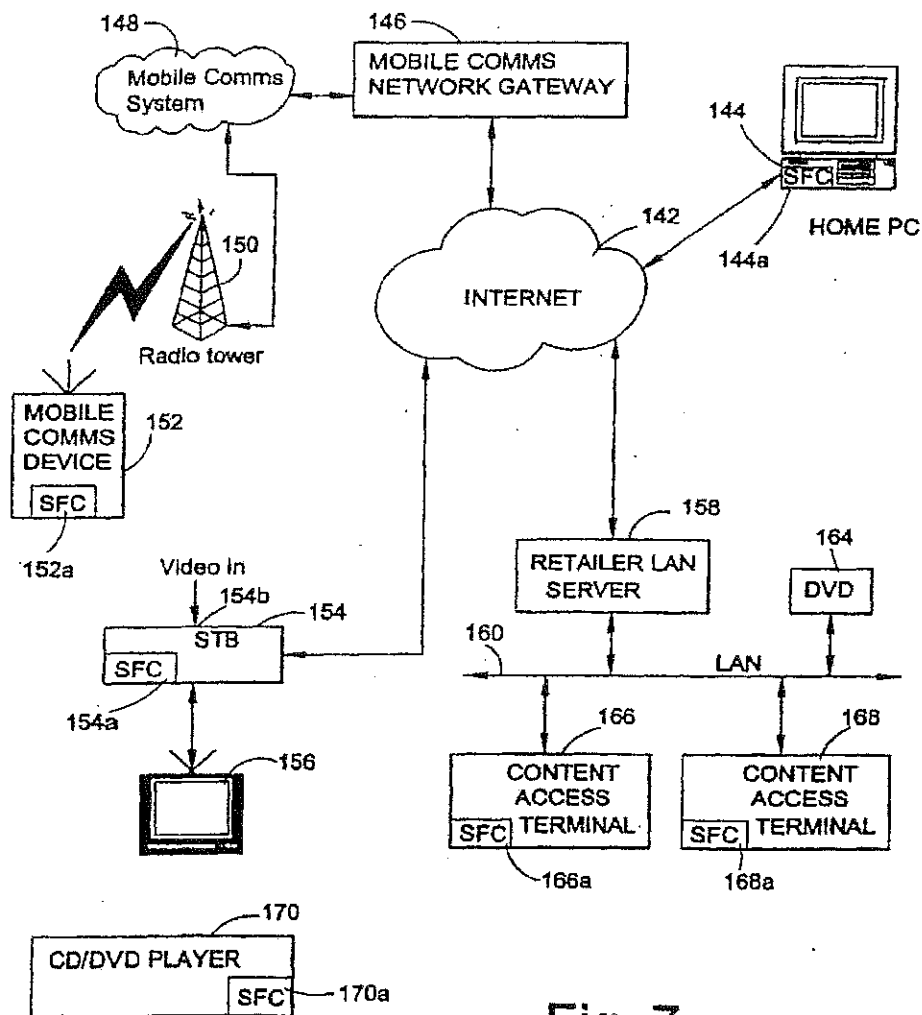 148
146
Mobile Comms
System
MOBILE COMMS
NETWORK GATEWAY
144
SFC
144a
HOME PC
142
INTERNET
150
Radio tower
MOBILE
COMMS
DEVICE
SFC
152
152a
Video in
154b
154
STB
SFC
154a
156
158
RETAILER LAN
SERVER
164
DVD
160
LAN
166
CONTENT
ACCESS
TERMINAL
SFC
166a
168
CONTENT
ACCESS
TERMINAL
SFC
168a
170
CD/DVD PLAYER
SFC
170a